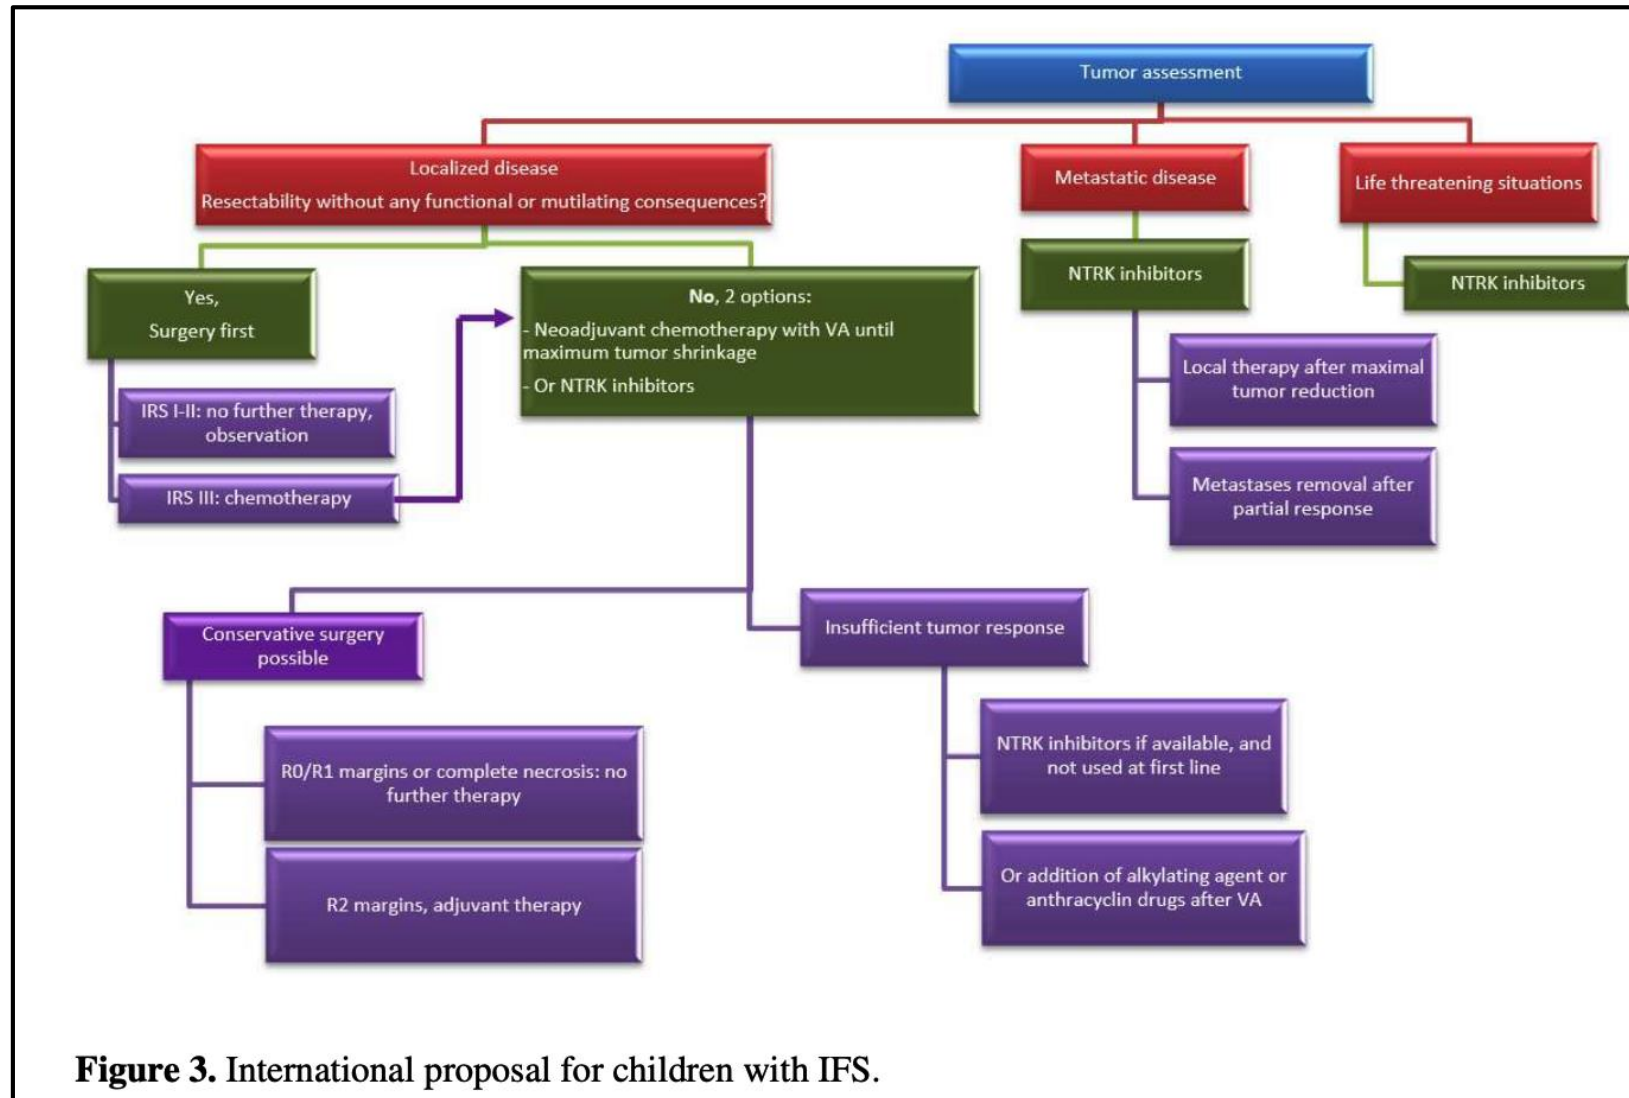 Tumor assessment
Localized disease
Resectability without any functional or mutilating consequences?
Metastatic disease
Life threatening situations
Yes,
Surgery first
No, 2 options:
- Neoadjuvant chemotherapy with VA until
maximum tumor shrinkage
- Or NTRK inhibitors
NTRK inhibitors
NTRK inhibitors
IRS I-II: no further therapy,
observation
IRS III: chemotherapy
Local therapy after maximal
tumor reduction
Metastases removal after
partial response
Conservative surgery
possible
Insufficient tumor response
R0/R1 margins or complete necrosis: no
further therapy
R2 margins, adjuvant therapy
NTRK inhibitors if available, and
not used at first line
Or addition of alkylating agent or
anthracyclin drugs after VA
Figure 3. International proposal for children with IFS.